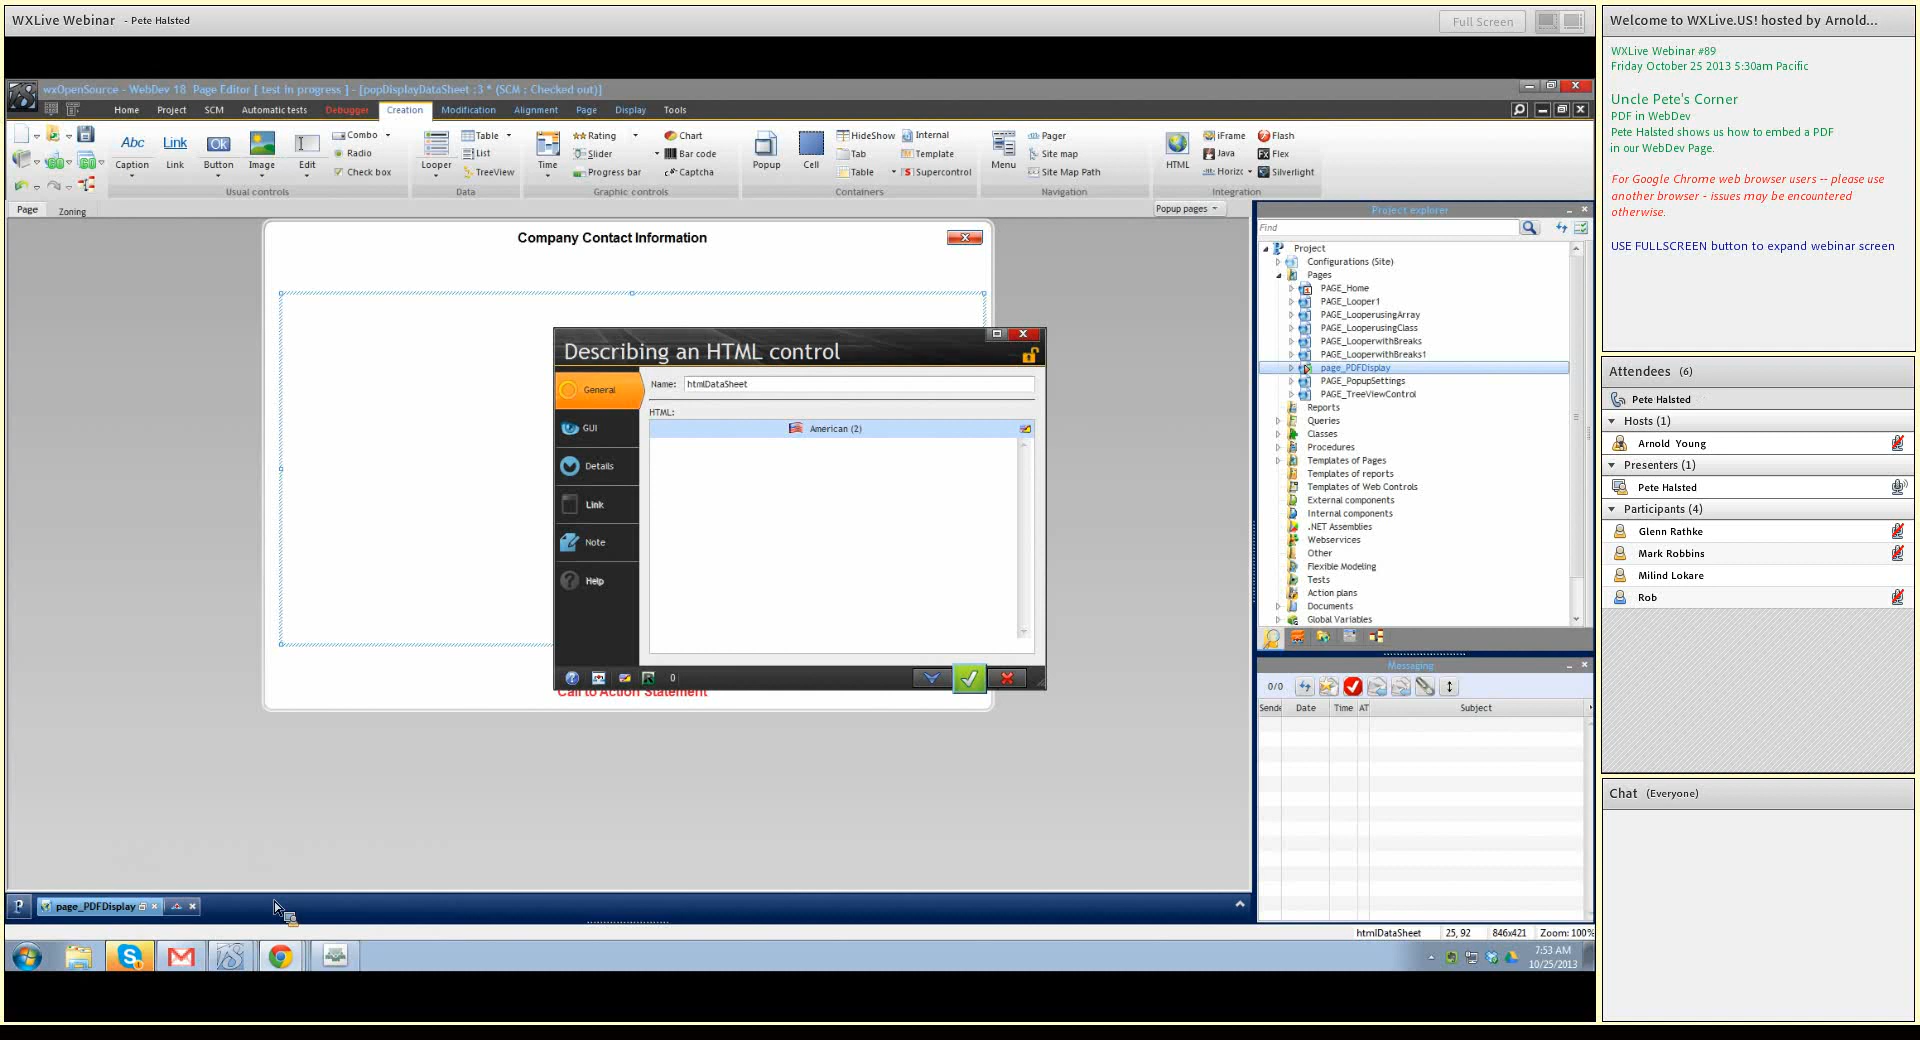 WXLive Webinar - Pete Halsted
Full Screen
wxOpenSource - WebDev 18 Page Editor [ test in progress ] - [popDisplayDataSheet :3 * (SCM : Checked out)]
Home Project SCM Automatic tests Debugger Creation Modification Alignment Page Display Tools
Abc Caption
Link Link
Ok Button
Image
Edit
Combo
Radio
Check box
Usual controls
Looper
Table
List
TreeView
Data
Time
Rating
Slider
Progress bar
Chart
Bar code
Captcha
Graphic controls
Popup
Cell
HideShow
Tab
Table
Internal
Template
Supercontrol
Containers
Menu
Pager
Site map
Site Map Path
Navigation
HTML
iFrame
Java
Horizc
Flash
Flex
Silverlight
Integration
Page Zoning
Popup pages
Company Contact Information
Describing an HTML control
General
GUI
Details
Link
Note
Help
Name: htmlDataSheet
HTML:
American (2)
0
Call to Action Statement
Project explorer
Find
Project
Configurations (Site)
Pages
PAGE_Home
PAGE_Looper1
PAGE_LooperusingArray
PAGE_LooperusingClass
PAGE_LooperwithBreaks
PAGE_LooperwithBreaks1
page_PDFDisplay
PAGE_PopupSettings
PAGE_TreeViewControl
Reports
Queries
Classes
Procedures
Templates of Pages
Templates of reports
Templates of Web Controls
External components
Internal components
.NET Assemblies
Webservices
Other
Flexible Modeling
Tests
Action plans
Documents
Global Variables
Messaging
0/0
Sende Date Time AT Subject
page_PDFDisplay
htmlDataSheet 25, 92 846x421 Zoom: 100%
7:53 AM
10/25/2013
Welcome to WXLive.US! hosted by Arnold...
WXLive Webinar #89
Friday October 25 2013 5:30am Pacific
Uncle Pete's Corner
PDF in WebDev
Pete Halsted shows us how to embed a PDF
in our WebDev Page.
For Google Chrome web browser users -- please use
another browser - issues may be encountered
otherwise.
USE FULLSCREEN button to expand webinar screen
Attendees (6)
Pete Halsted
Hosts (1)
Arnold Young
Presenters (1)
Pete Halsted
Participants (4)
Glenn Rathke
Mark Robbins
Milind Lokare
Rob
Chat (Everyone)